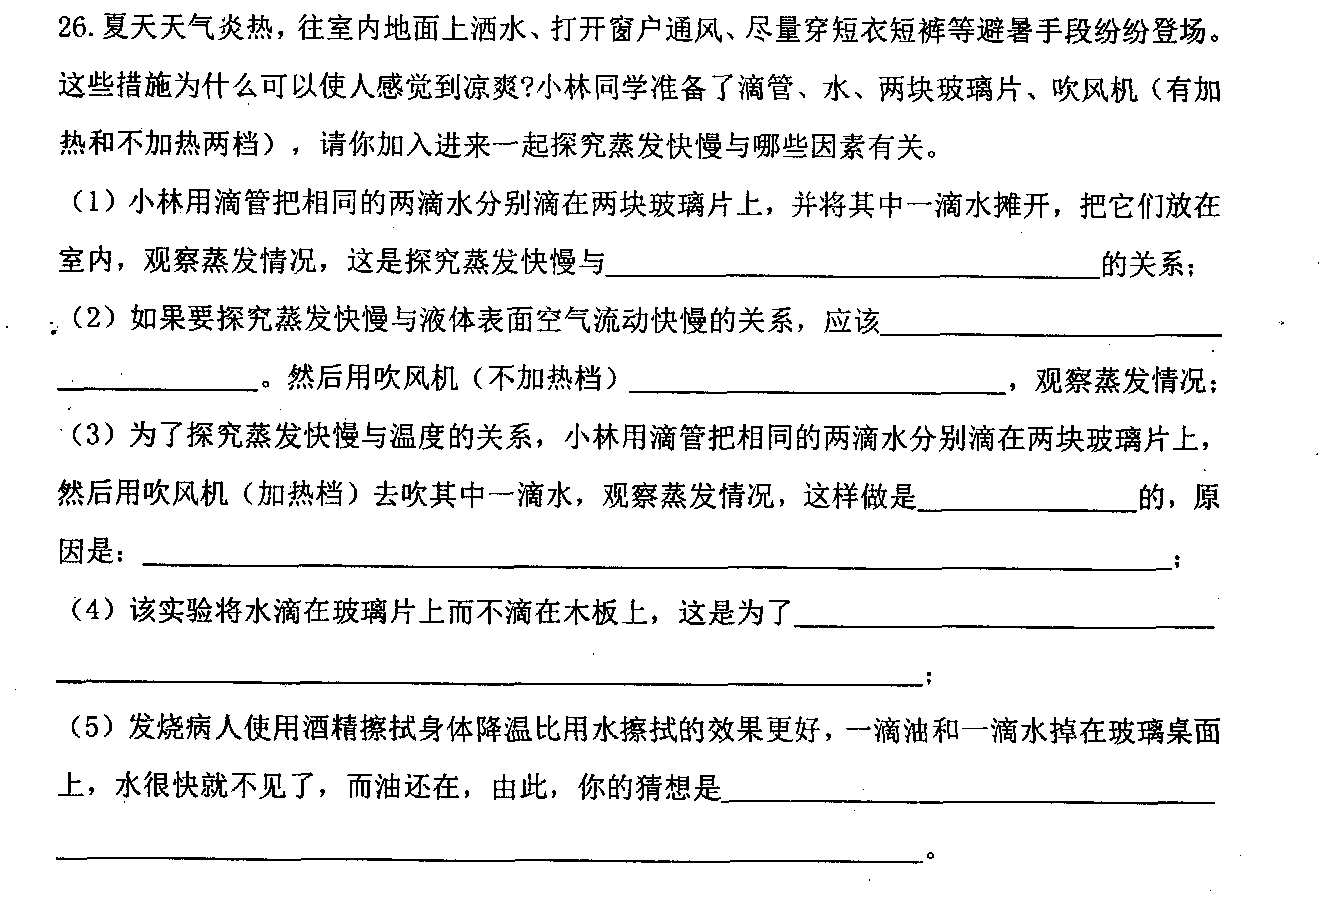 26. 夏天天气炎热，往室内地面上洒水、打开窗户通风、尽量穿短衣短裤等避暑手段纷纷登场。
这些措施为什么可以使人感觉到凉爽?小林同学准备了滴管、水、两块玻璃片、吹风机（有加
热和不加热两档），请你加入进来一起探究蒸发快慢与哪些因素有关。
（1）小林用滴管把相同的两滴水分别滴在两块玻璃片上，并将其中一滴水摊开，把它们放在
室内，观察蒸发情况，这是探究蒸发快慢与____________的关系；
（2）如果要探究蒸发快慢与液体表面空气流动快慢的关系，应该____________
____________。然后用吹风机（不加热档）____________，观察蒸发情况；
（3）为了探究蒸发快慢与温度的关系，小林用滴管把相同的两滴水分别滴在两块玻璃片上，
然后用吹风机（加热档）去吹其中一滴水，观察蒸发情况，这样做是____________的，原
因是：____________；
（4）该实验将水滴在玻璃片上而不滴在木板上，这是为了____________
____________；
（5）发烧病人使用酒精擦拭身体降温比用水擦拭的效果更好，一滴油和一滴水掉在玻璃桌面
上，水很快就不见了，而油还在，由此，你的猜想是____________
____________。